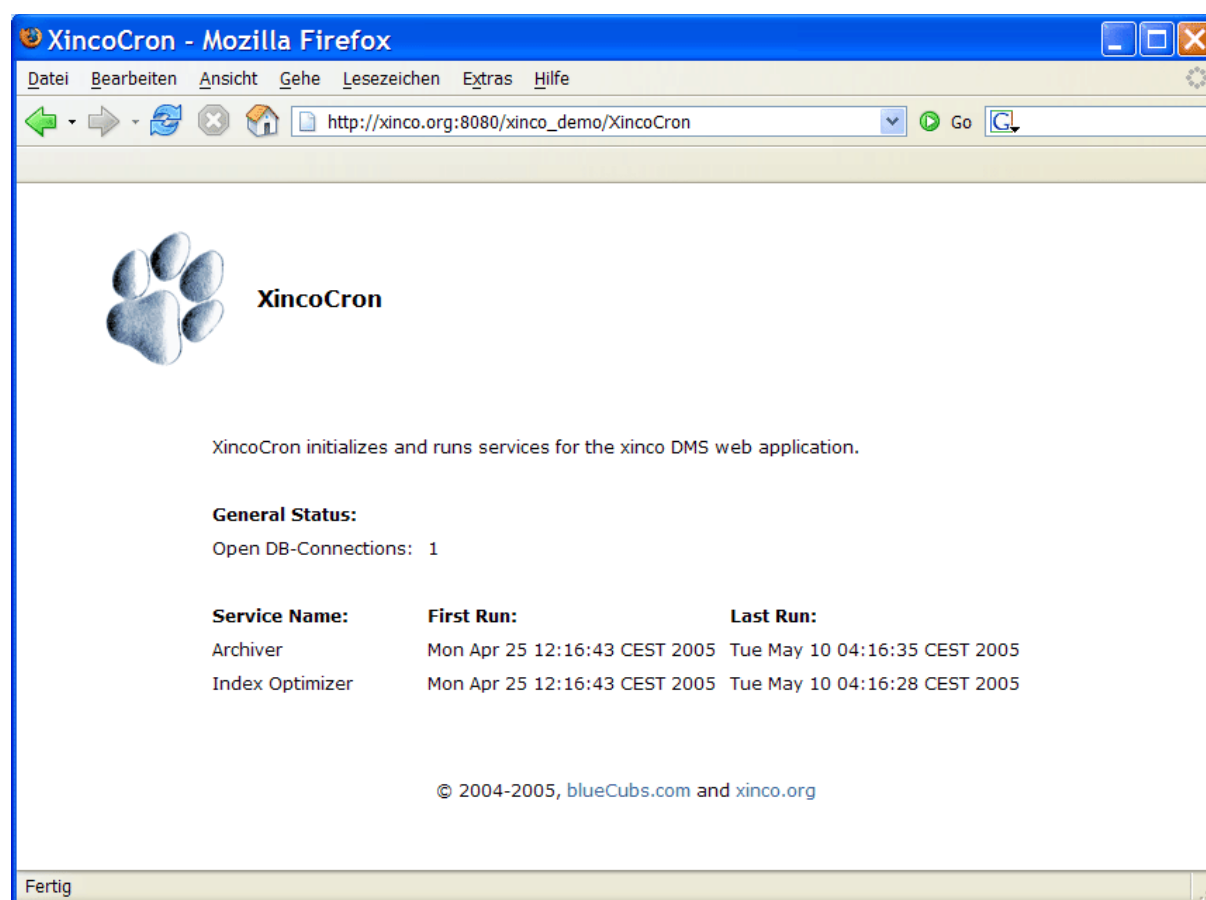 XincoCron - Mozilla Firefox
Datei Bearbeiten Ansicht Gehe Lesezeichen Extras Hilfe
http://xinco.org:8080/xinco_demo/XincoCron Go G
XincoCron
XincoCron initializes and runs services for the xinco DMS web application.
General Status:
Open DB-Connections: 1
Service Name: First Run: Last Run:
Archiver Mon Apr 25 12:16:43 CEST 2005 Tue May 10 04:16:35 CEST 2005
Index Optimizer Mon Apr 25 12:16:43 CEST 2005 Tue May 10 04:16:28 CEST 2005
© 2004-2005, blueCubs.com and xinco.org
Fertig